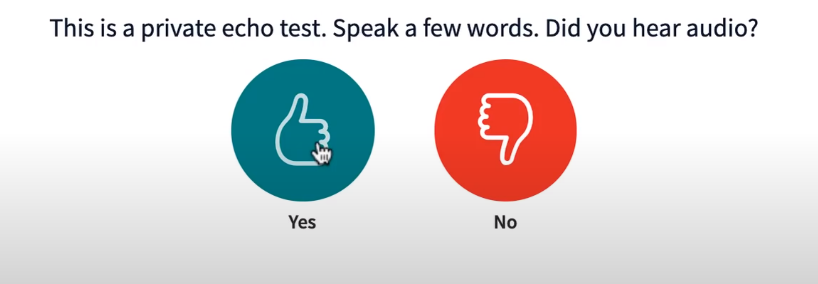 This is a private echo test. Speak a few words. Did you hear audio?
Yes
No